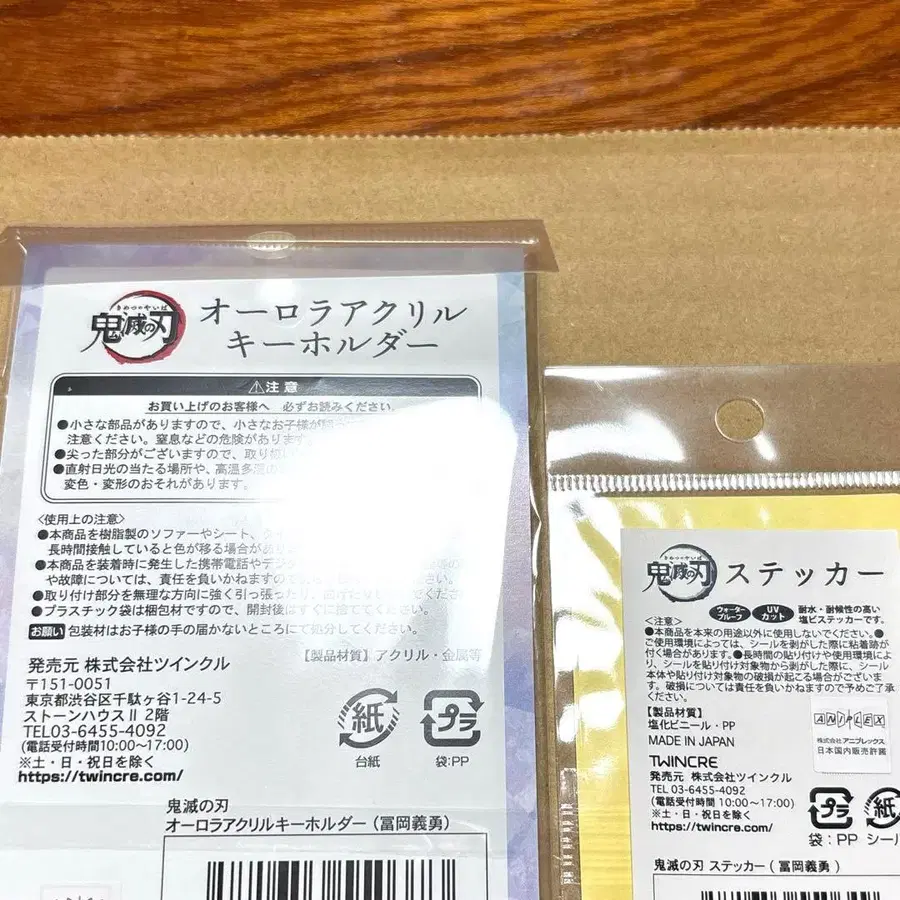 きめつのやいば
鬼滅の刃
オーロラアクリル
キーホルダー
⚠注意
お買い上げのお客様へ 必ずお読みください。
●小さな部品がありますので、小さなお子様が
注意ください。窒息などの危険があります
●尖った部分がございますので、取り扱い
●直射日光の当たる場所や、高温多湿
変色・変形のおそれがあります。
<使用上の注意>
●本商品を樹脂製のソファーやシート、
長時間接触していると色が移る場合があり
●本商品を装着時に発生した携帯電話やデジタ
や故障については、責任を負いかねますので
●取り付け部分を無理な方向に強く引っ張ったり、
●プラスチック袋は梱包材ですので、開封後はすぐに捨ててください。
お願い 包装材はお子様の手の届かないところにて処分してください。
【製品材質】アクリル・金属等
発売元 株式会社ツインクル
〒151-0051
東京都渋谷区千駄ヶ谷1-24-5
ストーンハウスⅡ 2階
TEL03-6455-4092
(電話受付時間10:00〜17:00)
※土・日・祝日を除く
https://twincre.com/
紙
台紙
プラ
袋:PP
鬼滅の刃
オーロラアクリルキーホルダー(冨岡義勇)
きめつのやいば
鬼滅の刃 ステッカー
ウォータープルーフ UVカット 耐水・耐候性の高い
塩ビステッカーです。
<注意>
●本商品を本来の用途以外に使用しないでください。●
ご使用環境によっては、シールを剥がした際に粘着跡が
付く場合があります。●長時間の貼り付けや使用環境によ
り、シールを貼り付け対象物から剥がした際に、シール
本体や貼り付け対象物の破損が起こる場合がございま
す。破損については責任を負いかねますので予めご了承
ください。
【製品材質】
塩化ビニール・PP
MADE IN JAPAN
ANIPLEX
株式会社アニプレックス
日本国内販売許諾
TWINCRE
発売元 株式会社ツインクル
TEL 03-6455-4092
(電話受付時間 10:00〜17:00)
※土・日・祝日を除く
https://twincre.com/
プラ
紙
袋:PP シー
鬼滅の刃 ステッカー(冨岡義勇)